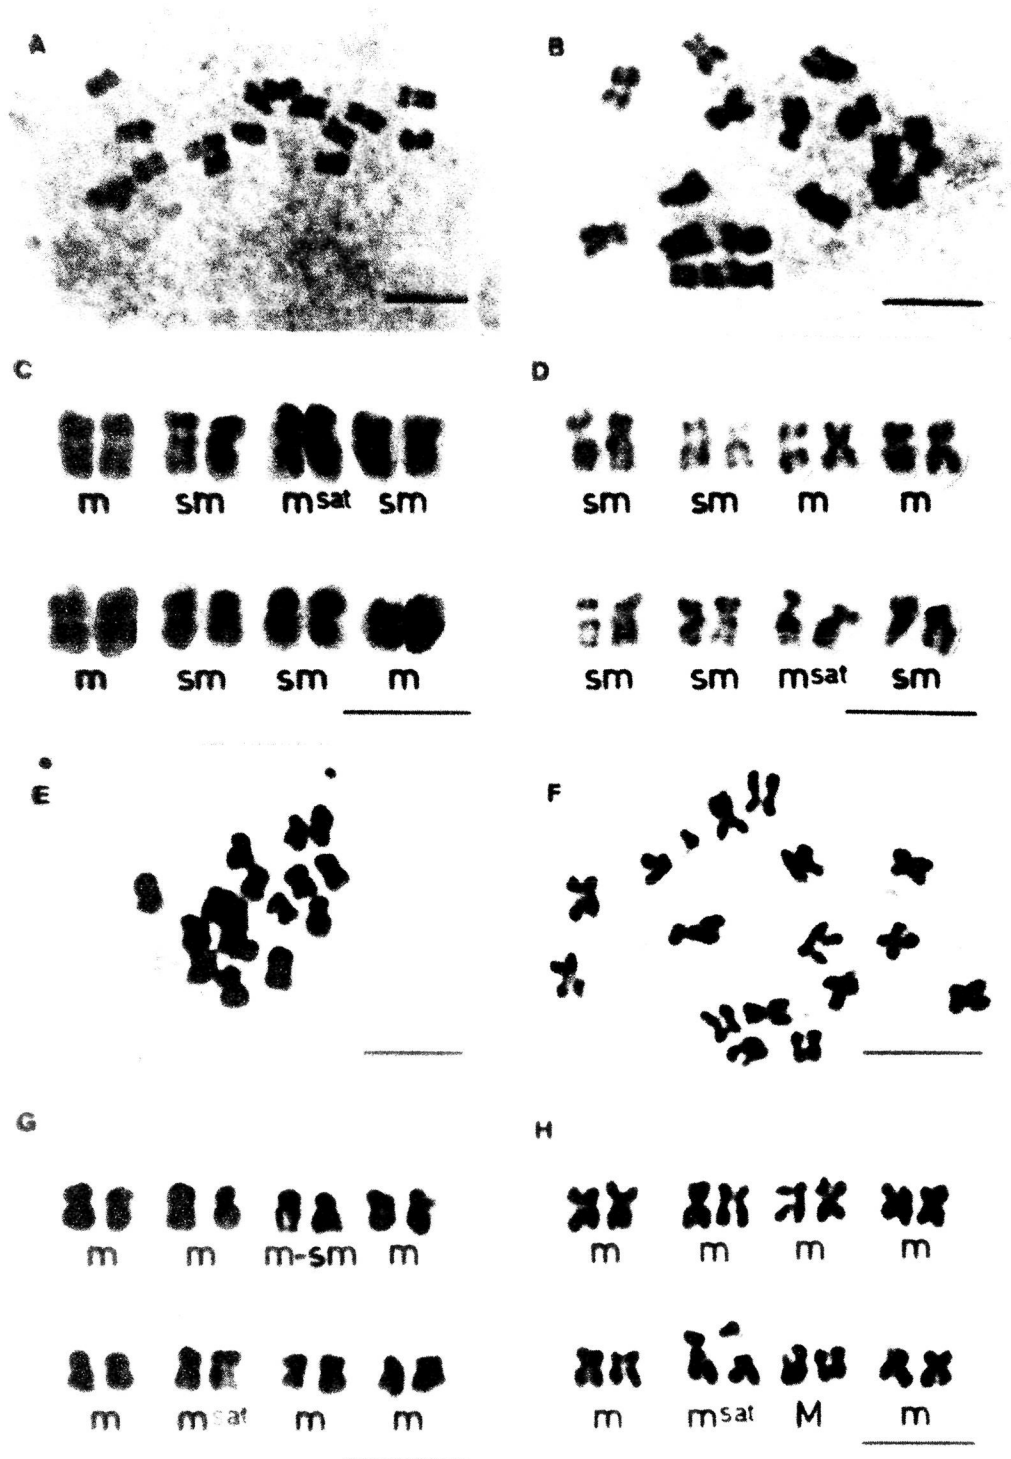 A B
C D
m sm msat sm
sm sm m m
m sm sm m
sm sm msat sm
E F
G H
m m m-sm m
m m m m
m msat m m
m msat M m